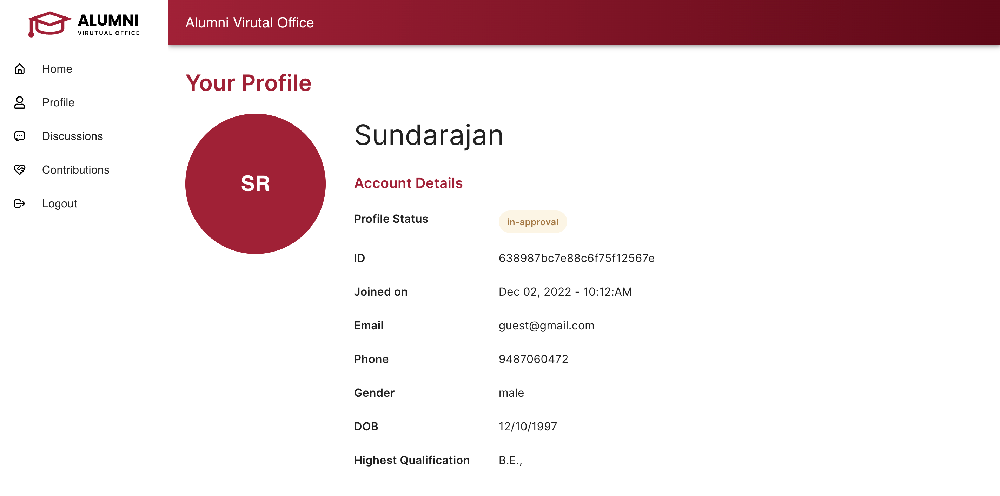 ALUMNI
VIRUTUAL OFFICE
Alumni Virutal Office
Home
Profile
Discussions
Contributions
Logout
Your Profile
SR
Sundarajan
Account Details
Profile Status in-approval
ID 638987bc7e88c6f75f12567e
Joined on Dec 02, 2022 - 10:12:AM
Email guest@gmail.com
Phone 9487060472
Gender male
DOB 12/10/1997
Highest Qualification B.E.,